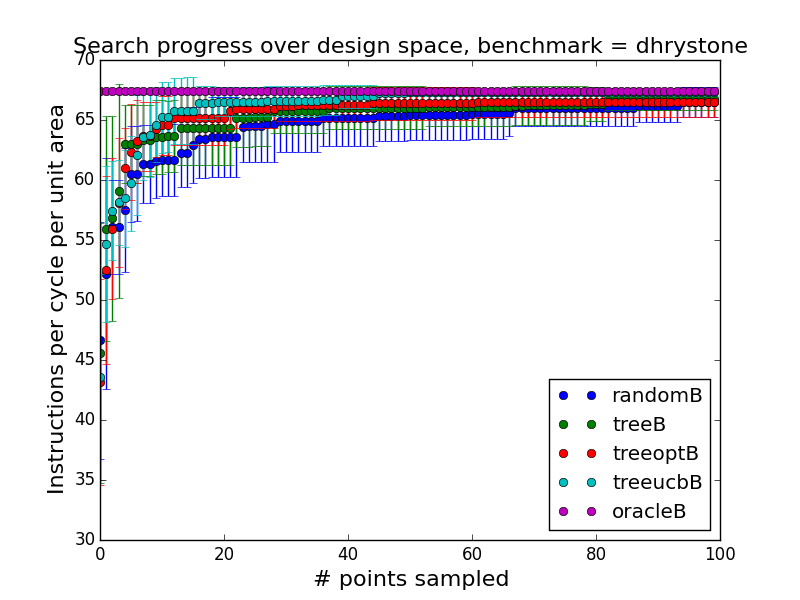 Search progress over design space, benchmark = dhrystone
70
65
60
55
50
45
40
35
30
Instructions per cycle per unit area
randomB
treeB
treeoptB
treeucbB
oracleB
0 20 40 60 80 100
# points sampled